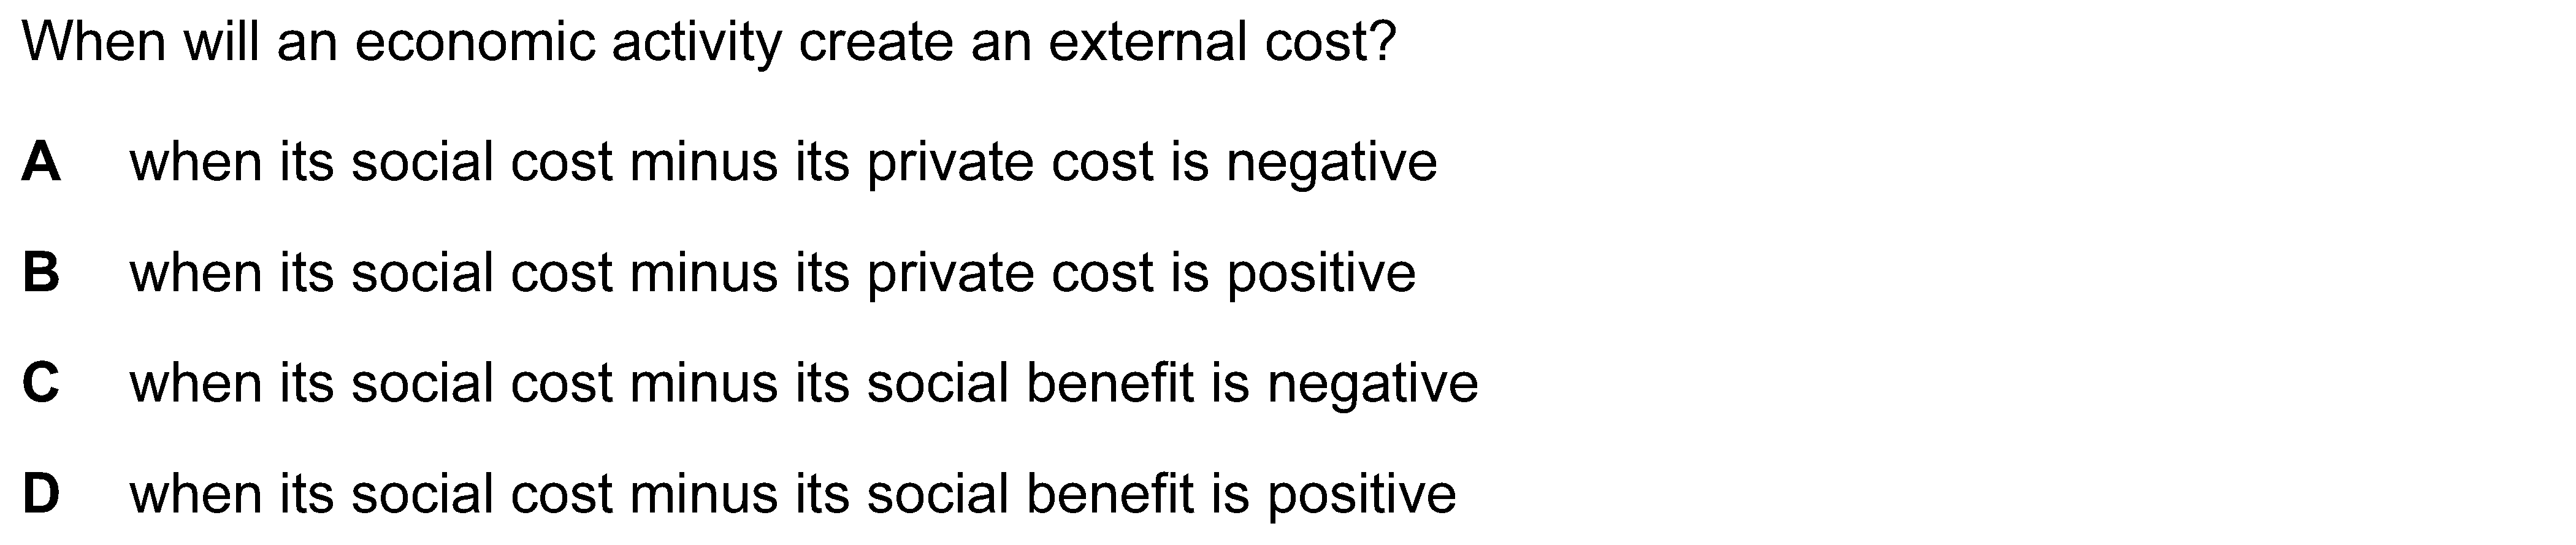 When will an economic activity create an external cost?
A when its social cost minus its private cost is negative
B when its social cost minus its private cost is positive
C when its social cost minus its social benefit is negative
D when its social cost minus its social benefit is positive